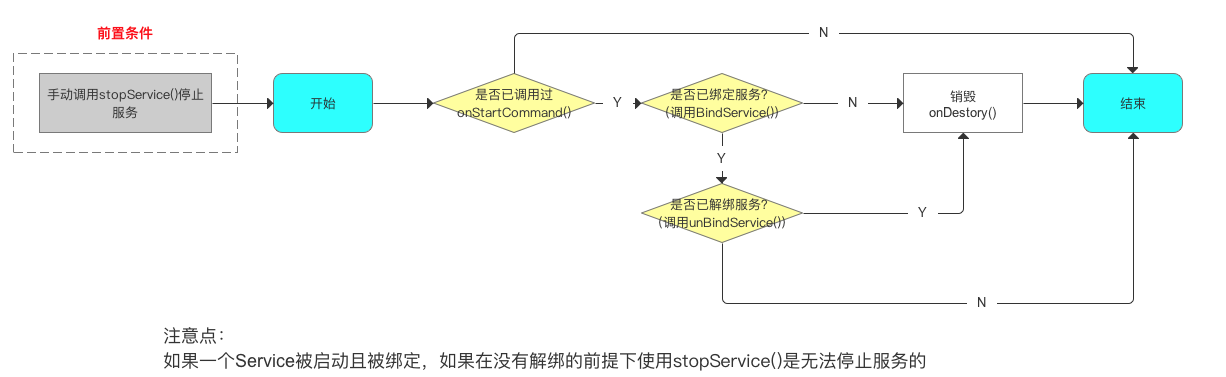 前置条件
手动调用stopService()停止
服务
开始
是否已调用过
onStartCommand()
N
Y
是否已绑定服务?
(调用BindService())
N
销毁
onDestory()
结束
Y
是否已解绑服务?
(调用unBindService())
Y
N
注意点：
如果一个Service被启动且被绑定，如果在没有解绑的前提下使用stopService()是无法停止服务的